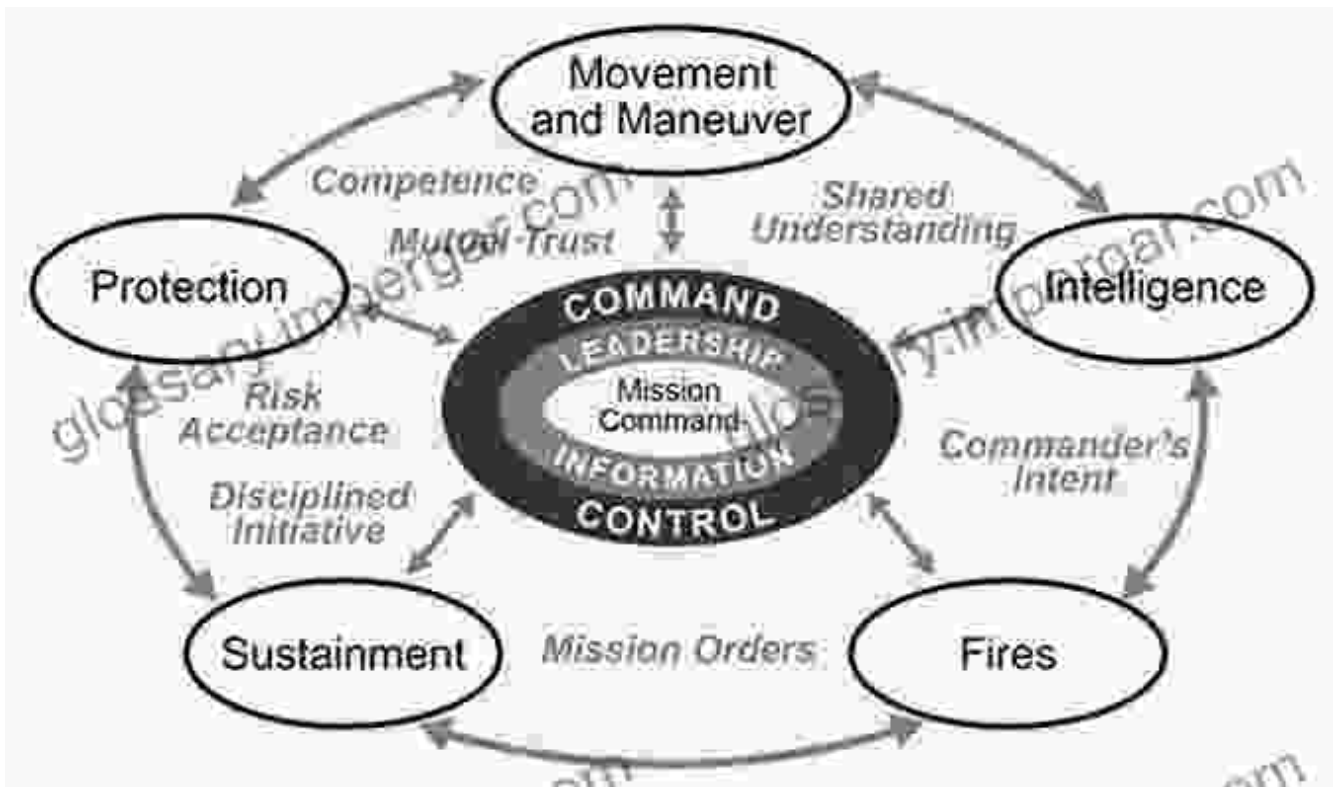 Movement
and Maneuver
Competence
Mutual Trust
Shared
Understanding
Protection
Intelligence
COMMAND
LEADERSHIP
Mission
Command
INFORMATION
CONTROL
Risk
Acceptance
Disciplined
Initiative
Commander's
Intent
Sustainment
Mission Orders
Fires